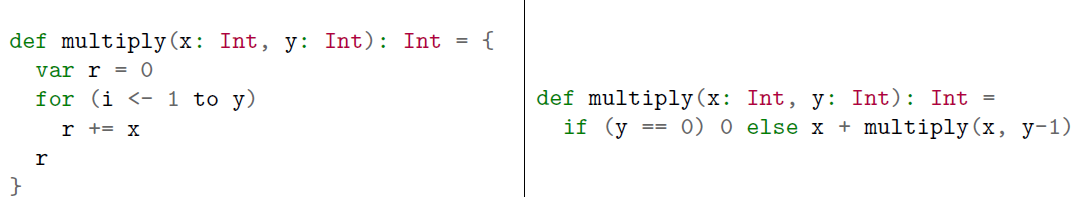 def multiply(x: Int, y: Int): Int = {
  var r = 0
  for (i <- 1 to y)
    r += x
  r
}
def multiply(x: Int, y: Int): Int =
  if (y == 0) 0 else x + multiply(x, y-1)